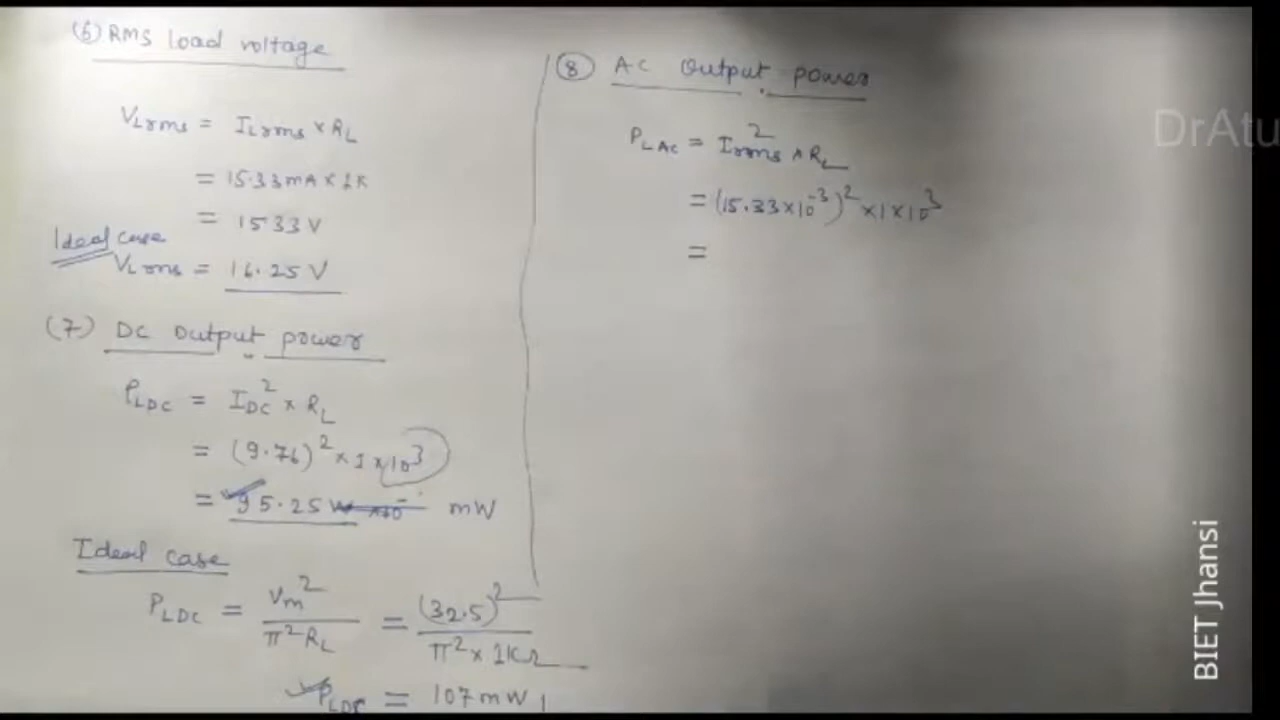 (6) RMS load voltage
VLrms = ILrms × RL
= 15.33mA × 1K
= 15.33 V
Ideal case
VLrms = 16.25 V
(7) DC Output power
PLDC = IDC² × RL
= (9.76)² × 1 × 10³
= 95.25 mW
Ideal case
PLDC = Vm² / π² RL = (32.5)² / π² × 1KΩ
PLDC = 107 mW
(8) AC Output power
PLAC = Irms² × RL
= (15.33 × 10⁻³)² × 1 × 10³
=
DrAtu
BIET Jhansi